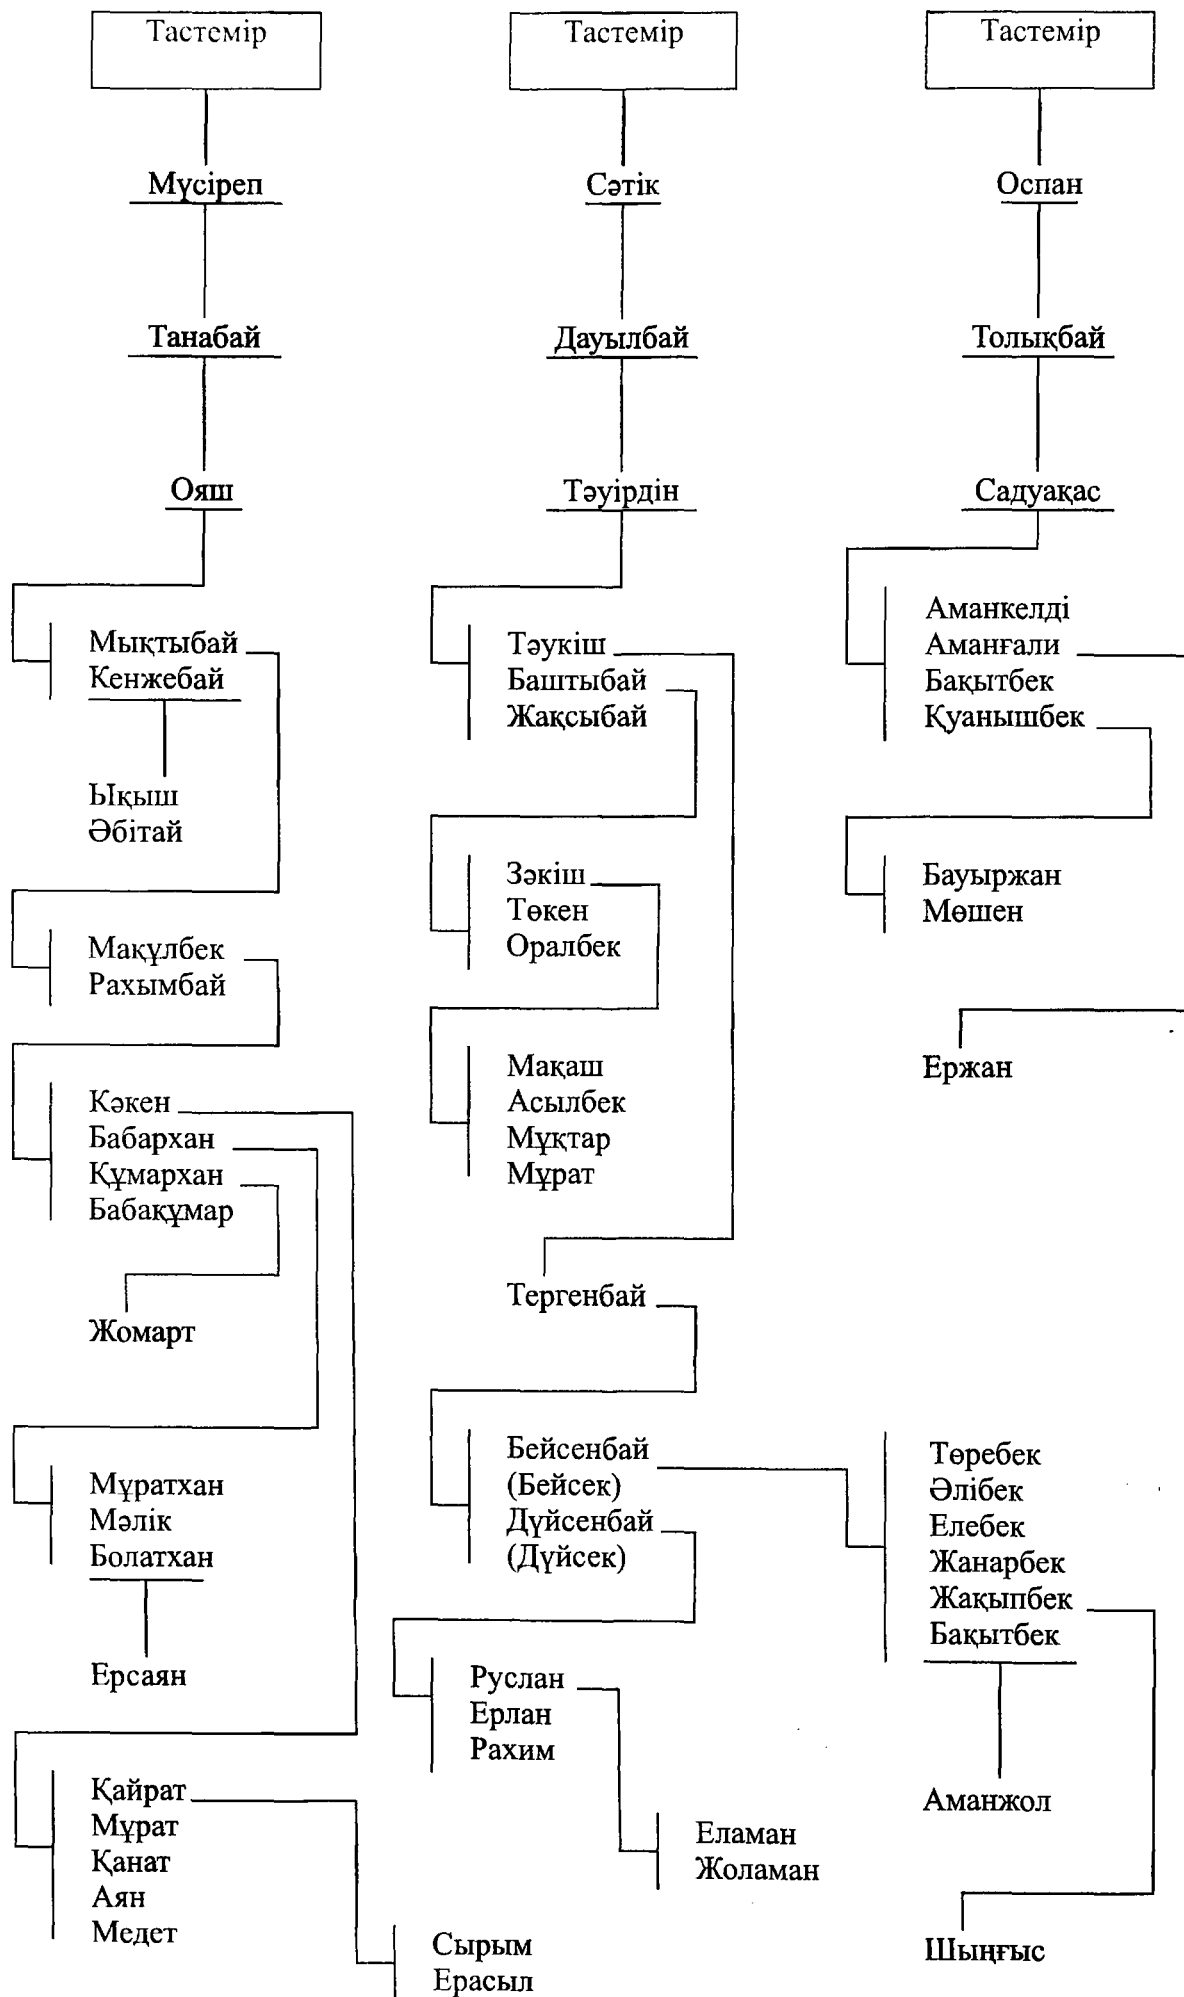 Тастемір
Мүсіреп
Танабай
Ояш
Мықтыбай
Кенжебай
Ықыш
Әбітай
Мақұлбек
Рахымбай
Кәкен
Бабархан
Құмархан
Бабақұмар
Жомарт
Мұратхан
Мәлік
Болатхан
Ерсаян
Қайрат
Мұрат
Қанат
Аян
Медет
Сырым
Ерасыл
Тастемір
Сәтік
Дауылбай
Тәуірдін
Тәукіш
Баштыбай
Жақсыбай
Зәкіш
Төкен
Оралбек
Мақаш
Асылбек
Мұқтар
Мұрат
Тергенбай
Бейсенбай
(Бейсек)
Дүйсенбай
(Дүйсек)
Руслан
Ерлан
Рахим
Еламан
Жоламан
Тастемір
Оспан
Толықбай
Садуақас
Аманкелді
Аманғали
Бақытбек
Қуанышбек
Бауыржан
Мөшен
Ержан
Төребек
Әлібек
Елебек
Жанарбек
Жақыпбек
Бақытбек
Аманжол
Шыңғыс